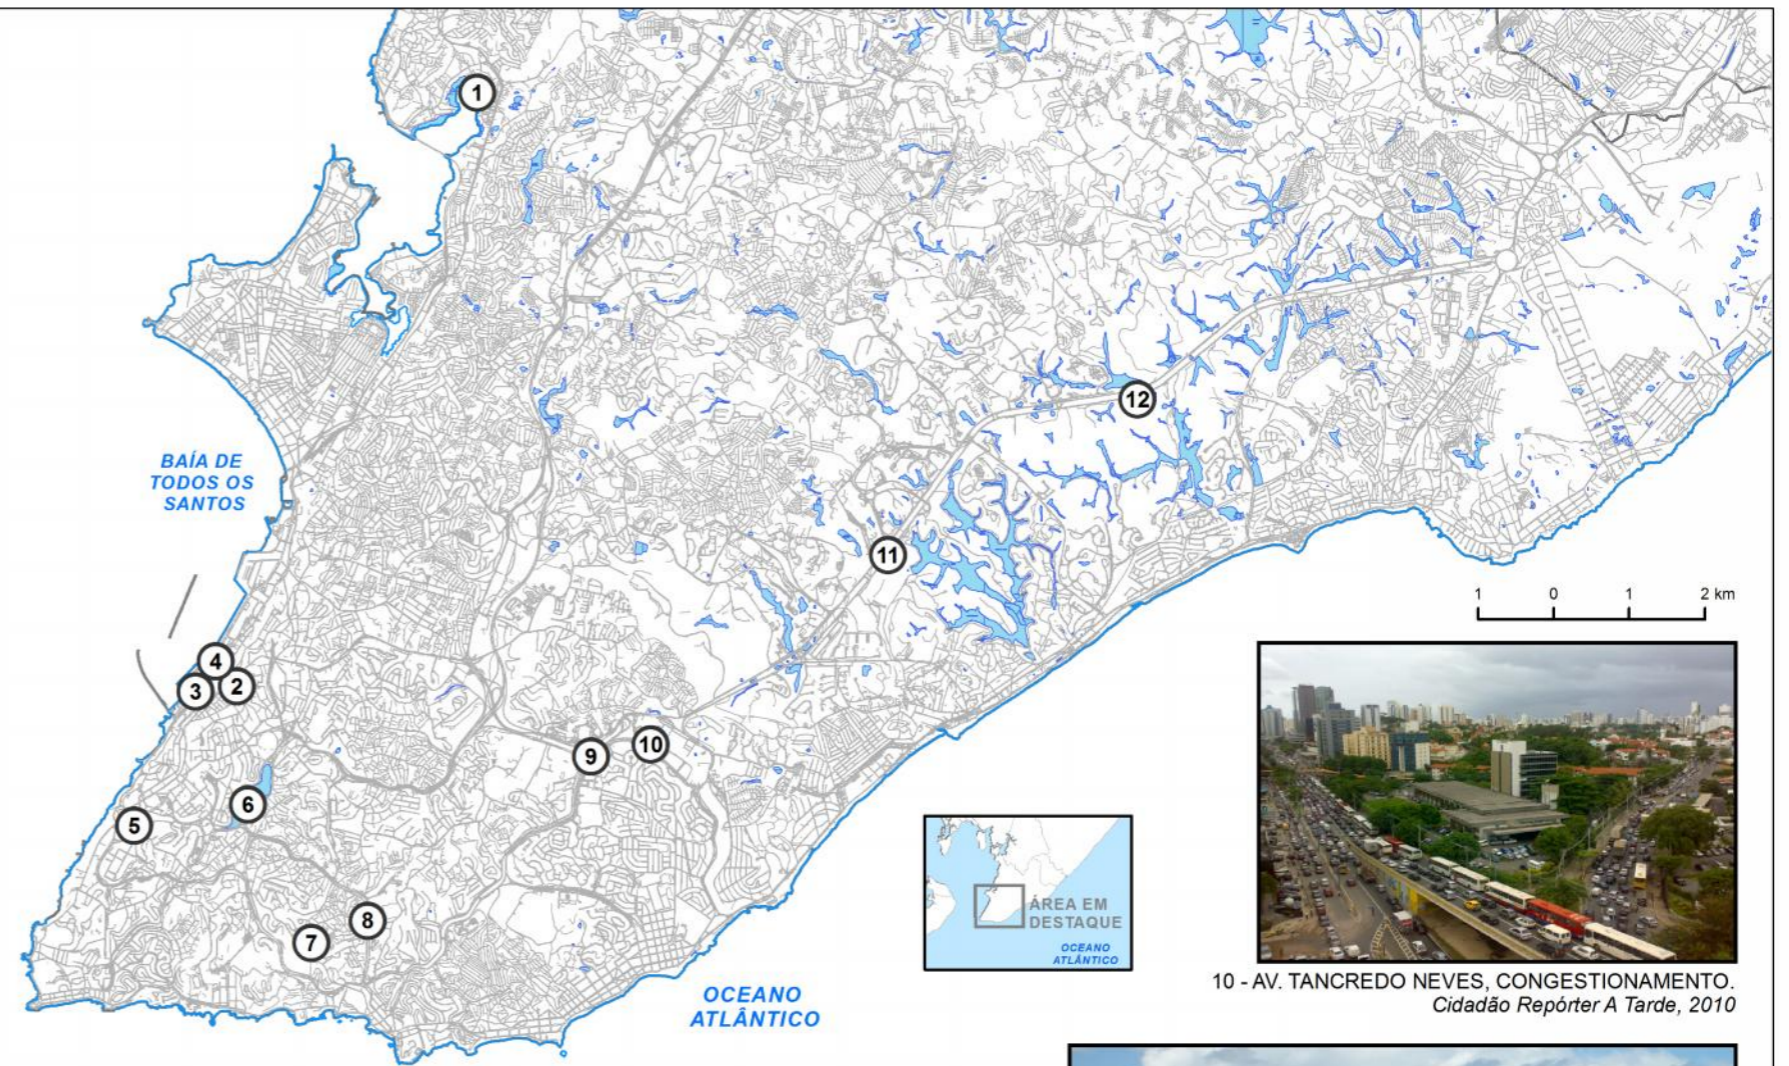 1
12
BAÍA DE
TODOS OS
SANTOS
11
1 0 1 2 km
4
3
2
9
10
6
5
8
7
ÁREA EM
DESTAQUE
OCEANO
ATLÂNTICO
OCEANO
ATLÂNTICO
10 - AV. TANCREDO NEVES, CONGESTIONAMENTO.
Cidadão Repórter A Tarde, 2010